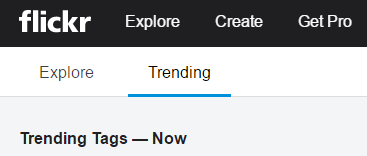 flickr Explore Create Get Pro
Explore Trending
Trending Tags — Now